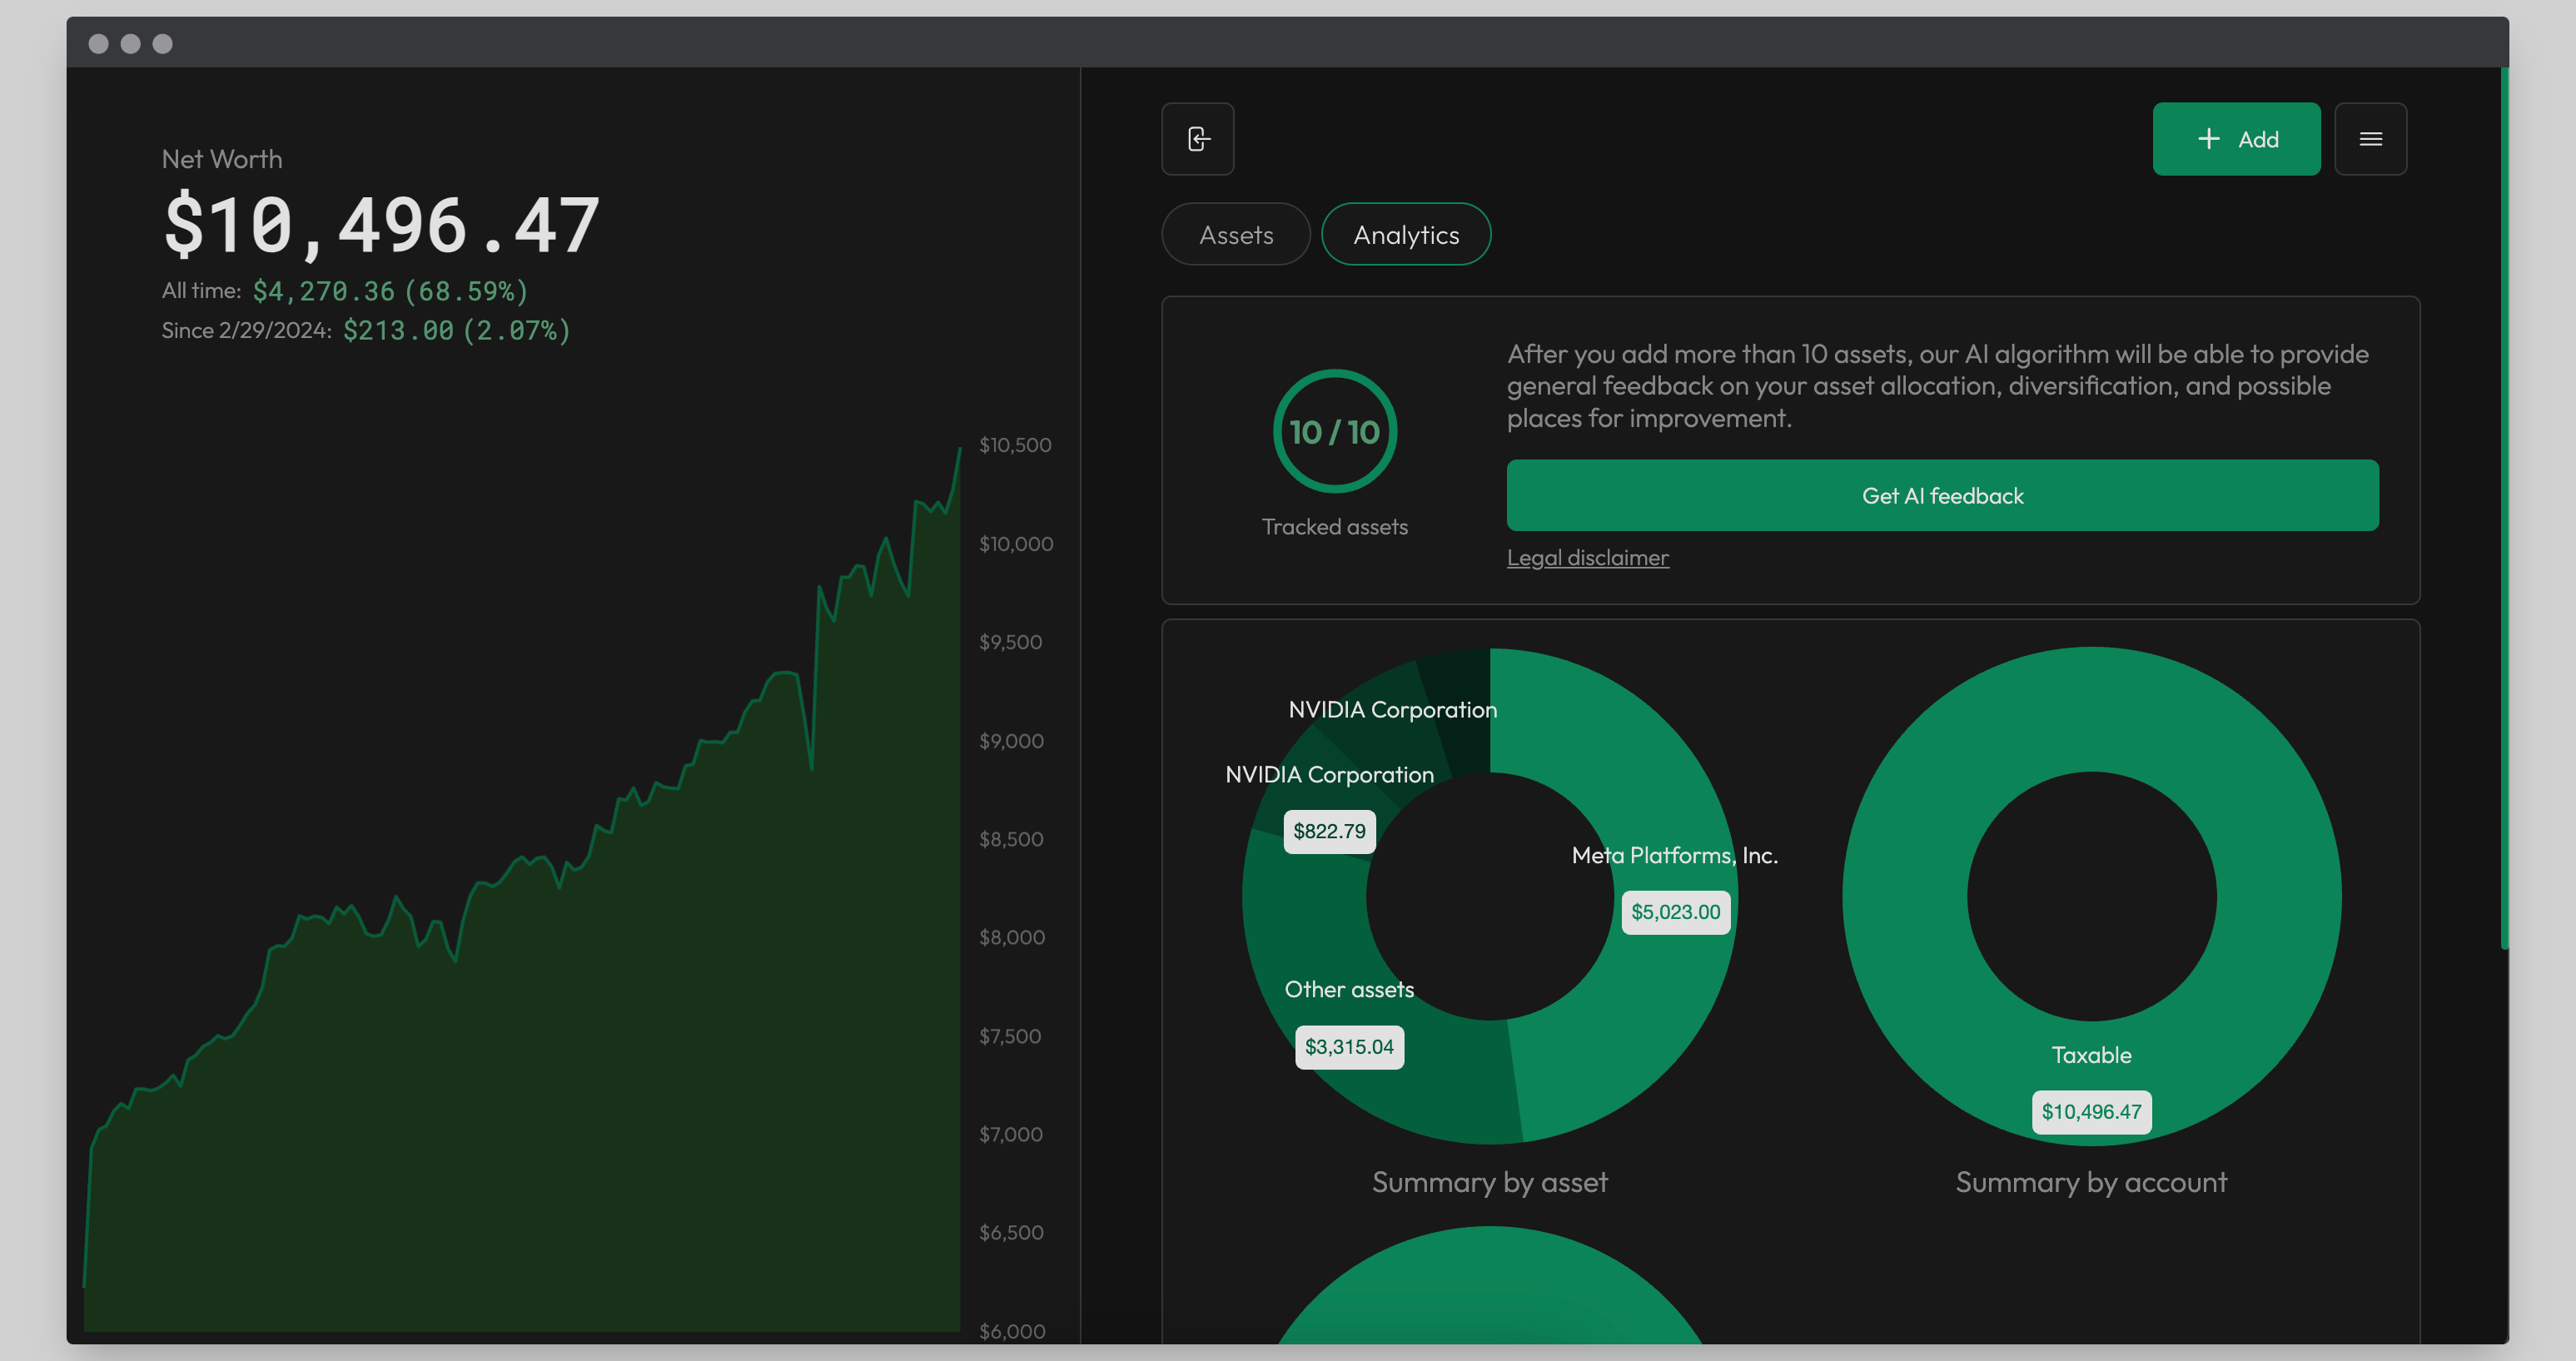 Net Worth
$10,496.47
All time: $4,270.36 (68.59%)
Since 2/29/2024: $213.00 (2.07%)
$10,500
$10,000
$9,500
$9,000
$8,500
$8,000
$7,500
$7,000
$6,500
$6,000
+ Add
Assets
Analytics
10 / 10
Tracked assets
After you add more than 10 assets, our AI algorithm will be able to provide
general feedback on your asset allocation, diversification, and possible
places for improvement.
Get AI feedback
Legal disclaimer
NVIDIA Corporation
NVIDIA Corporation
$822.79
Meta Platforms, Inc.
$5,023.00
Other assets
$3,315.04
Summary by asset
Taxable
$10,496.47
Summary by account